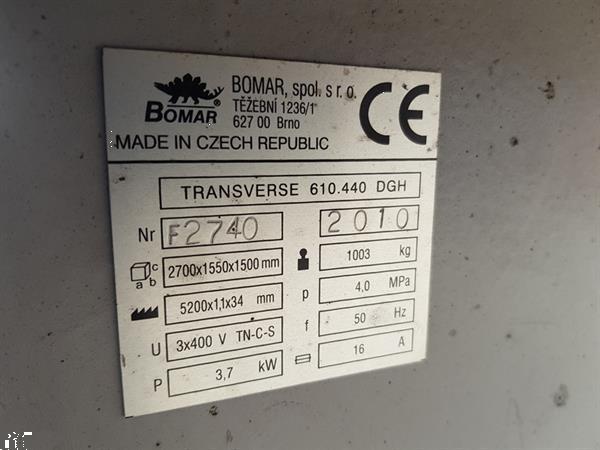 BOMAR®
BOMAR, spol. s r. o.
TĚŽEBNÍ 1236/1
627 00 Brno
CE
MADE IN CZECH REPUBLIC
TRANSVERSE 610.440 DGH
Nr F2740 2010
a b c 2700x1550x1500 mm 1003 kg
5200x1,1x34 mm p 4,0 MPa
U 3x400 V TN-C-S f 50 Hz
P 3,7 kW 16 A